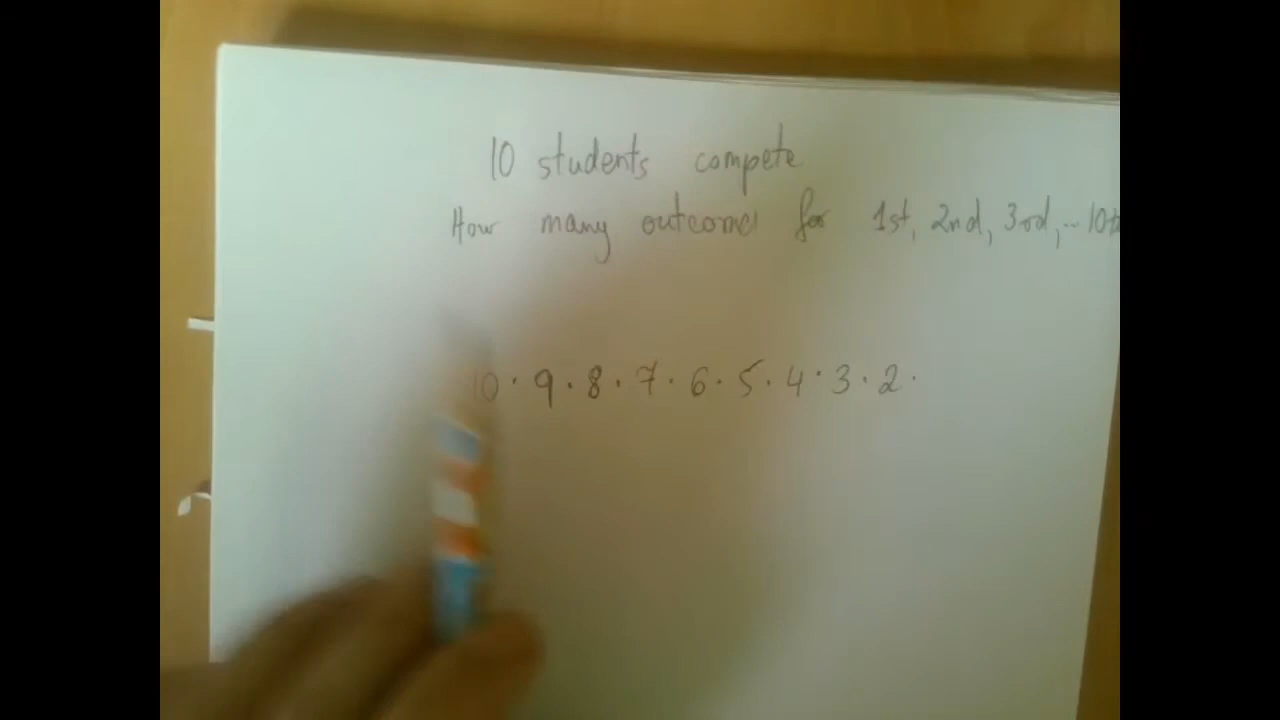 10 students compete
How many outcomes for 1st, 2nd, 3rd, .. 10th
10 · 9 · 8 · 7 · 6 · 5 · 4 · 3 · 2 ·